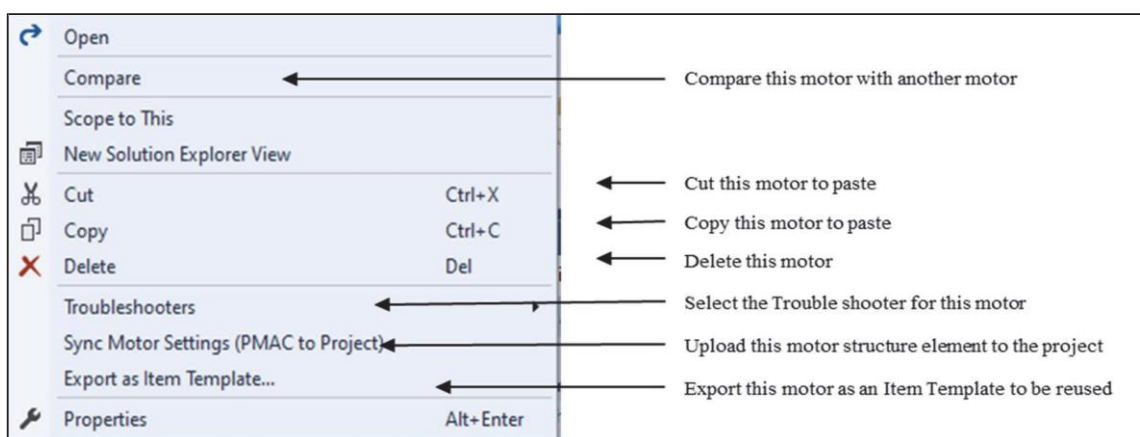 Open
Compare Compare this motor with another motor
Scope to This
New Solution Explorer View
Cut Ctrl+X Cut this motor to paste
Copy Ctrl+C Copy this motor to paste
Delete Del Delete this motor
Troubleshooters Select the Trouble shooter for this motor
Sync Motor Settings (PMAC to Project) Upload this motor structure element to the project
Export as Item Template... Export this motor as an Item Template to be reused
Properties Alt+Enter